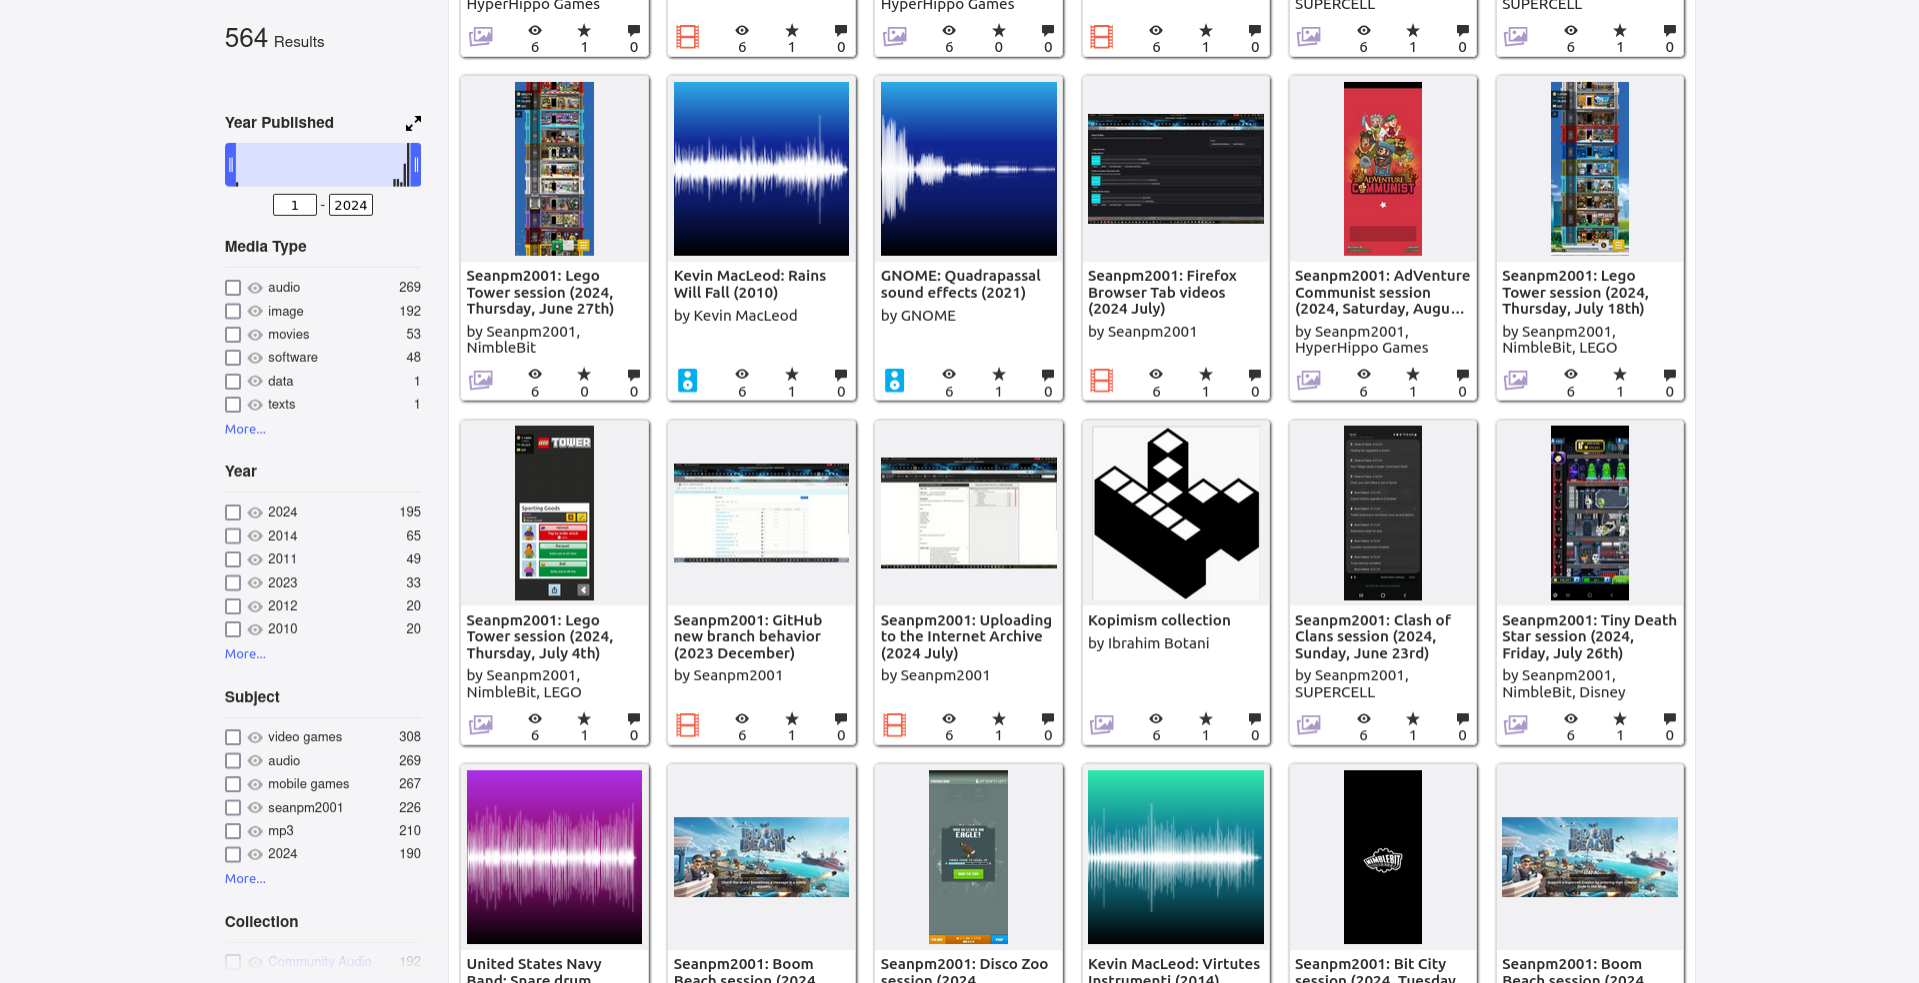 564 Results
Year Published
1 - 2024
Media Type
audio 269
image 192
movies 53
software 48
data 1
texts 1
More...
Year
2024 195
2014 65
2011 49
2023 33
2012 20
2010 20
More...
Subject
video games 308
audio 269
mobile games 267
seanpm2001 226
mp3 210
2024 190
More...
Collection
Community Audio 192
HyperHippo Games
6 1 0
6 1 0
HyperHippo Games
6 0 0
6 1 0
SUPERCELL
6 1 0
SUPERCELL
6 1 0
Seanpm2001: Lego
Tower session (2024,
Thursday, June 27th)
by Seanpm2001,
NimbleBit
6 0 0
Kevin MacLeod: Rains
Will Fall (2010)
by Kevin MacLeod
6 1 0
GNOME: Quadrapassal
sound effects (2021)
by GNOME
6 1 0
Seanpm2001: Firefox
Browser Tab videos
(2024 July)
by Seanpm2001
6 1 0
ADVENTURE
COMMUNIST
Seanpm2001: AdVenture
Communist session
(2024, Saturday, Augu...
by Seanpm2001,
HyperHippo Games
6 1 0
Seanpm2001: Lego
Tower session (2024,
Thursday, July 18th)
by Seanpm2001,
NimbleBit, LEGO
6 1 0
LEGO TOWER
Sporting Goods
Seanpm2001: Lego
Tower session (2024,
Thursday, July 4th)
by Seanpm2001,
NimbleBit, LEGO
6 1 0
Seanpm2001: GitHub
new branch behavior
(2023 December)
by Seanpm2001
6 1 0
Seanpm2001: Uploading
to the Internet Archive
(2024 July)
by Seanpm2001
6 1 0
Kopimism collection
by Ibrahim Botani
6 1 0
Seanpm2001: Clash of
Clans session (2024,
Sunday, June 23rd)
by Seanpm2001,
SUPERCELL
6 1 0
Seanpm2001: Tiny Death
Star session (2024,
Friday, July 26th)
by Seanpm2001,
NimbleBit, Disney
6 1 0
United States Navy
Band: Snare drum
BOOM
BEACH
Seanpm2001: Boom
Beach session (2024
EAGLE!
Seanpm2001: Disco Zoo
session (2024
Kevin MacLeod: Virtutes
Instrumenti (2014)
NIMBLEBIT
Seanpm2001: Bit City
session (2024, Tuesday
BOOM
BEACH
Seanpm2001: Boom
Beach session (2024